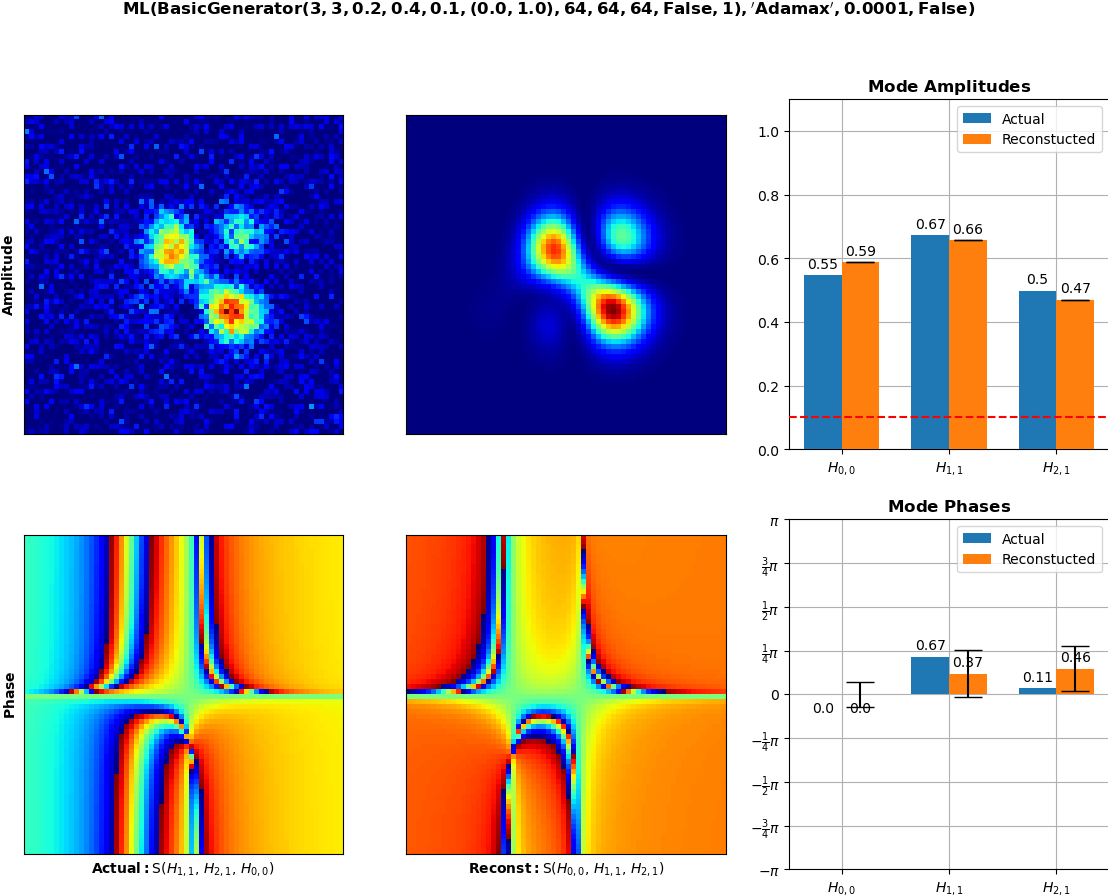 ML(BasicGenerator(3, 3, 0.2, 0.4, 0.1, (0.0, 1.0), 64, 64, 64, False, 1), ′Adamax′, 0.0001, False)
Amplitude
Mode Amplitudes
Actual
Reconstucted
1.0
0.8
0.6
0.4
0.2
0.0
0.55
0.59
0.67
0.66
0.5
0.47
H0,0
H1,1
H2,1
Phase
Actual: S(H1,1, H2,1, H0,0)
Reconst: S(H0,0, H1,1, H2,1)
Mode Phases
Actual
Reconstucted
π
3/4π
1/2π
1/4π
0
−1/4π
−1/2π
−3/4π
−π
0.0
0.0
0.67
0.37
0.11
0.46
H0,0
H1,1
H2,1